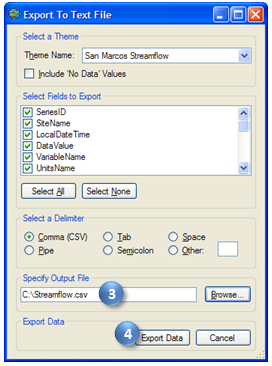 Export To Text File
Select a Theme
Theme Name: San Marcos Streamflow
Include 'No Data' Values
Select Fields to Export
SeriesID
SiteName
LocalDateTime
DataValue
VariableName
UnitsName
Select All Select None
Select a Delimiter
Comma (CSV) Tab Space
Pipe Semicolon Other:
Specify Output File
C:\Streamflow.csv 3 Browse...
Export Data
4 Export Data Cancel